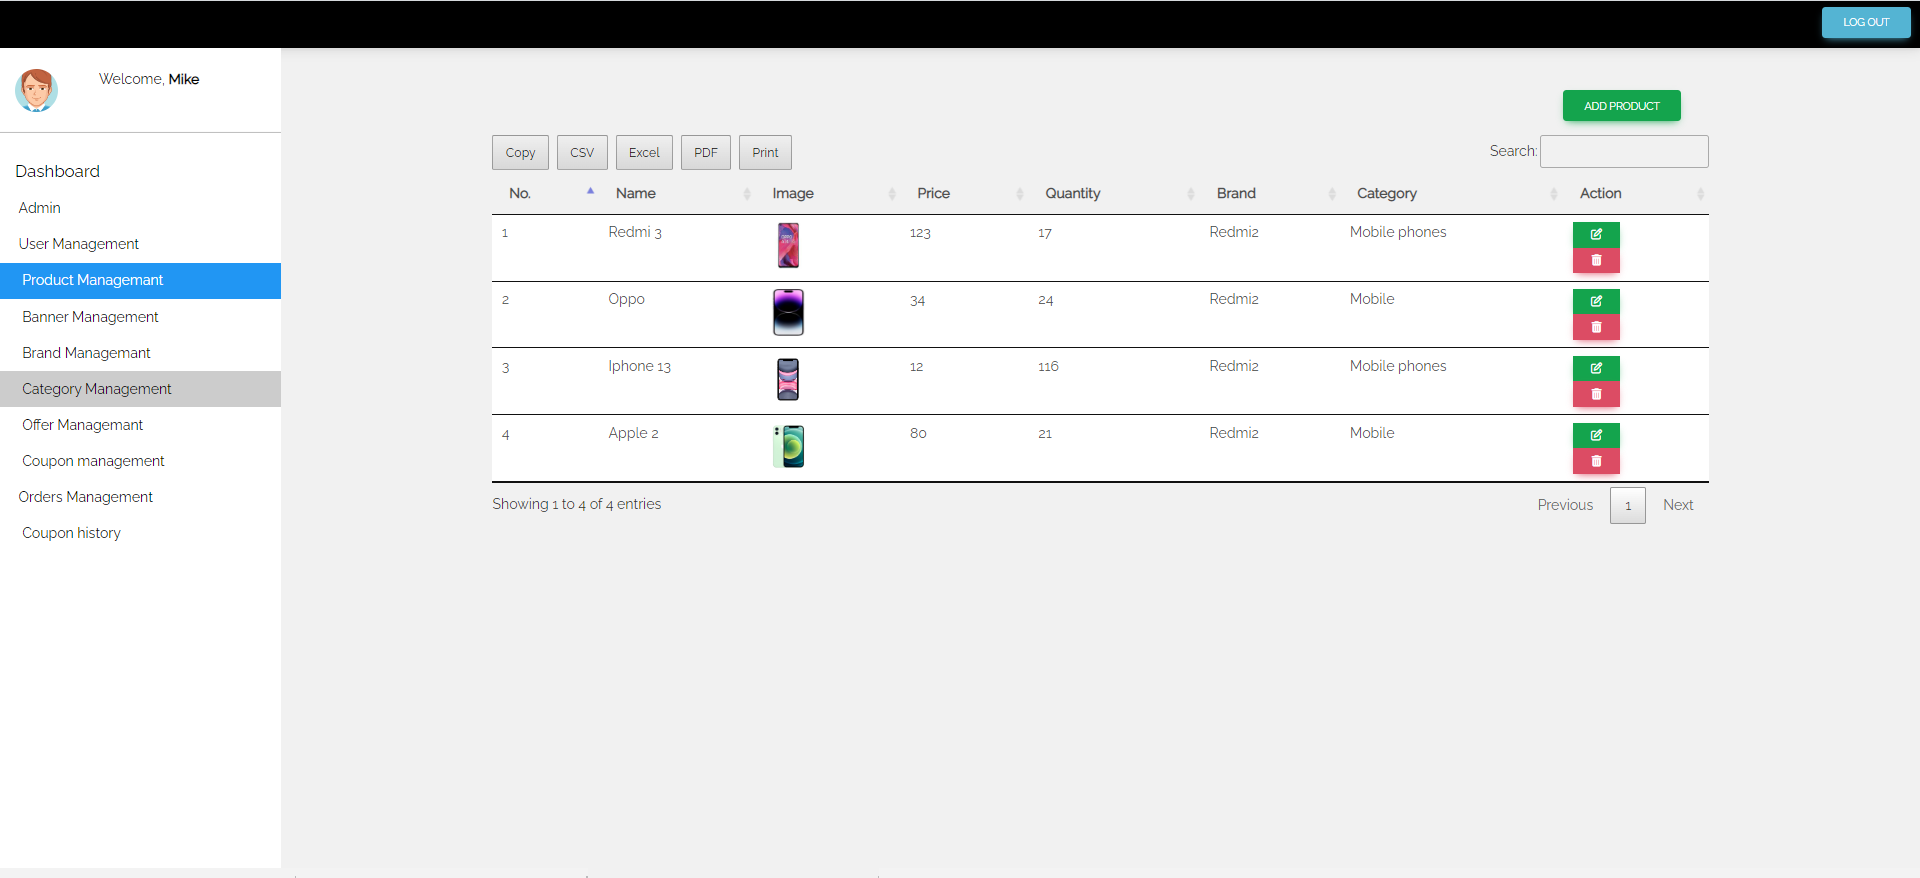 LOG OUT
Welcome, Mike
ADD PRODUCT
Copy CSV Excel PDF Print Search:
Dashboard
Admin
User Management
Product Managemant
Banner Management
Brand Managemant
Category Management
Offer Managemant
Coupon management
Orders Management
Coupon history
No. Name Image Price Quantity Brand Category Action
1 Redmi 3 123 17 Redmi2 Mobile phones
2 Oppo 34 24 Redmi2 Mobile
3 Iphone 13 12 116 Redmi2 Mobile phones
4 Apple 2 80 21 Redmi2 Mobile
Showing 1 to 4 of 4 entries Previous 1 Next